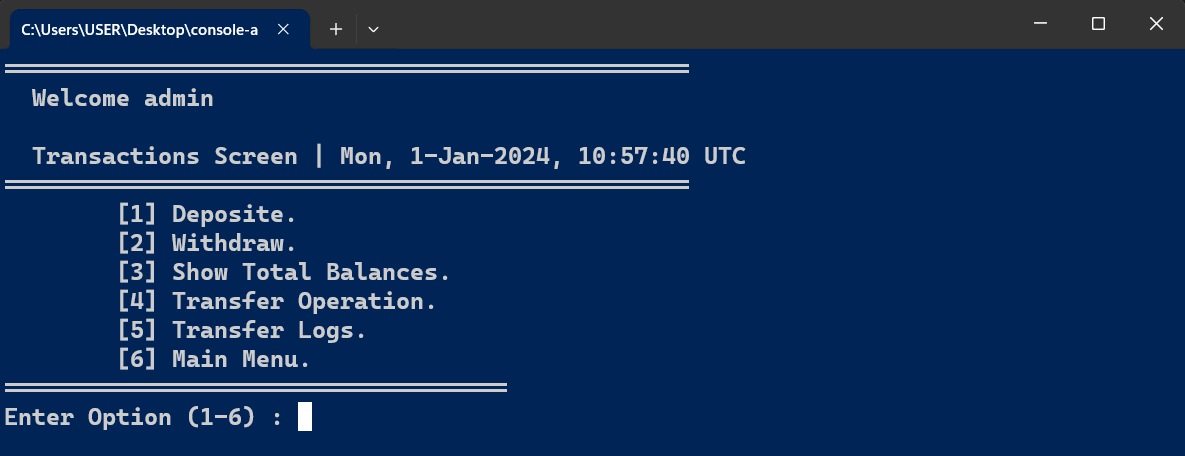 C:\Users\USER\Desktop\console-a
Welcome admin
Transactions Screen | Mon, 1-Jan-2024, 10:57:40 UTC
[1] Deposite.
[2] Withdraw.
[3] Show Total Balances.
[4] Transfer Operation.
[5] Transfer Logs.
[6] Main Menu.
Enter Option (1-6) :